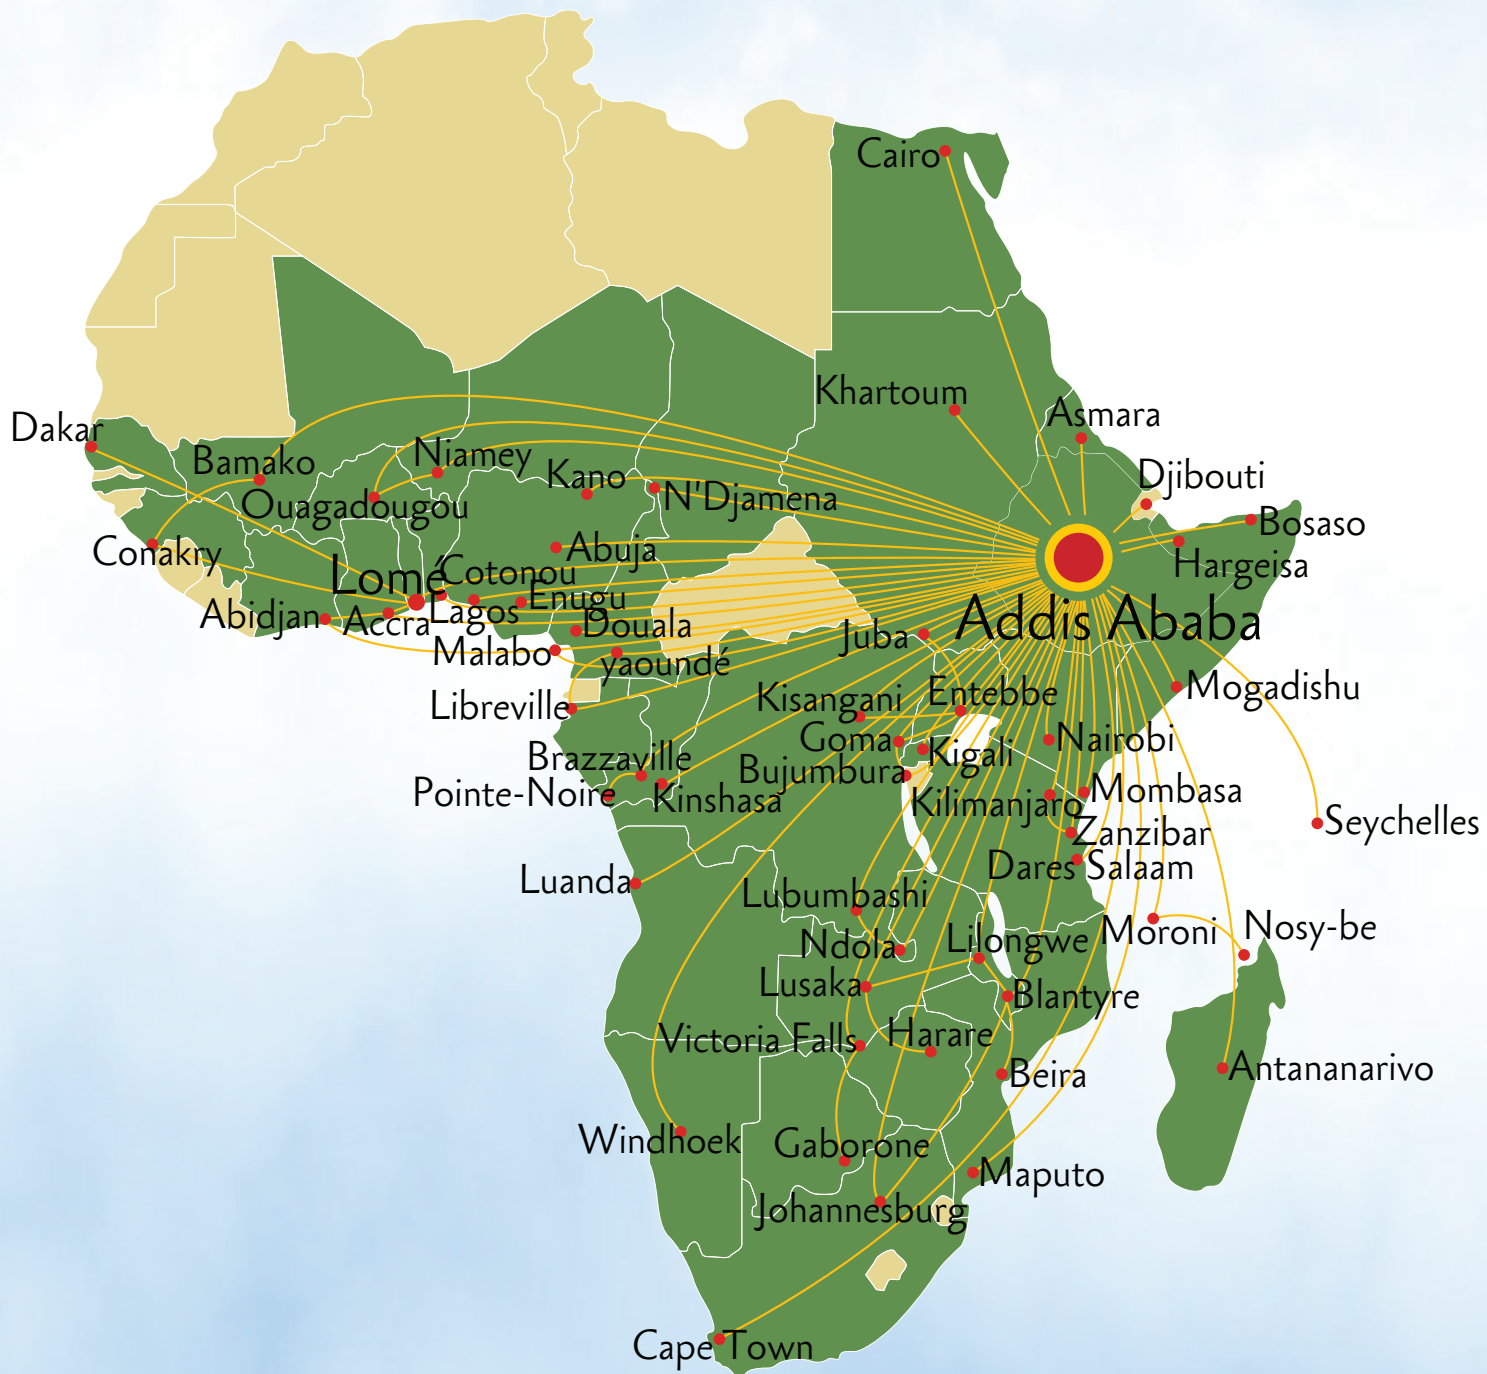 Cairo
Khartoum
Asmara
Dakar
Bamako
Niamey
Kano
N'Djamena
Djibouti
Ouagadougou
Bosaso
Conakry
Abuja
Hargeisa
Lomé
Cotonou
Enugu
Abidjan
Accra
Lagos
Douala
Addis Ababa
Juba
Malabo
yaoundé
Libreville
Kisangani
Entebbe
Mogadishu
Goma
Kigali
Nairobi
Brazzaville
Bujumbura
Pointe-Noire
Kinshasa
Kilimanjaro
Mombasa
Zanzibar
Seychelles
Dares Salaam
Luanda
Lubumbashi
Ndola
Lilongwe
Moroni
Nosy-be
Lusaka
Blantyre
Victoria Falls
Harare
Beira
Antananarivo
Windhoek
Gaborone
Maputo
Johannesburg
Cape Town